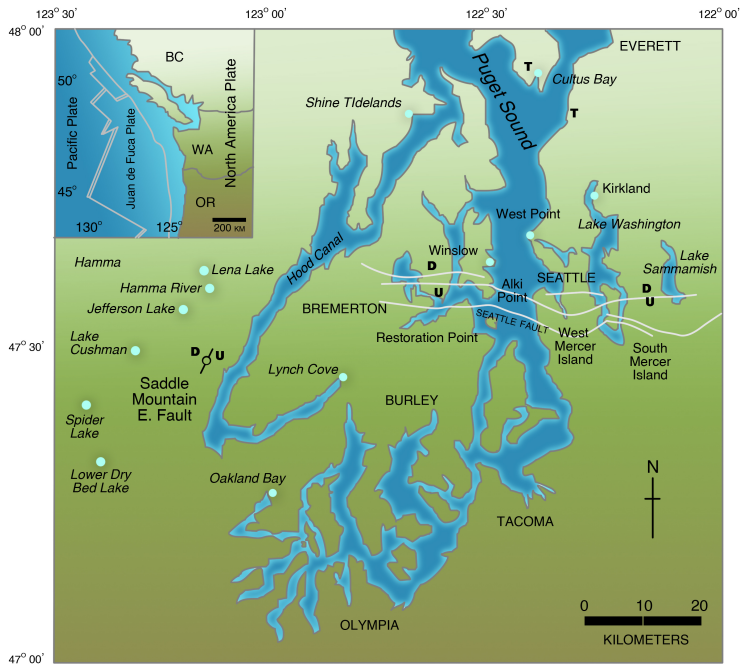 123° 30'
123° 00'
122° 30'
122° 00'
48° 00'
47° 30'
47° 00'
BC
50°
Pacific Plate
Juan de Fuca Plate
North America Plate
WA
45°
OR
130°
125°
200 KM
EVERETT
T
Cultus Bay
T
Puget Sound
Shine TIdelands
Kirkland
West Point
Lake Washington
Hood Canal
Winslow
Lake
Sammamish
Hamma
Lena Lake
Hamma River
Jefferson Lake
D
U
Alki
Point
SEATTLE
D
U
BREMERTON
SEATTLE FAULT
Restoration Point
West
Mercer
Island
South
Mercer
Island
Lake
Cushman
D
U
Saddle
Mountain
E. Fault
Lynch Cove
BURLEY
Spider
Lake
Lower Dry
Bed Lake
Oakland Bay
N
TACOMA
OLYMPIA
0 10 20
KILOMETERS